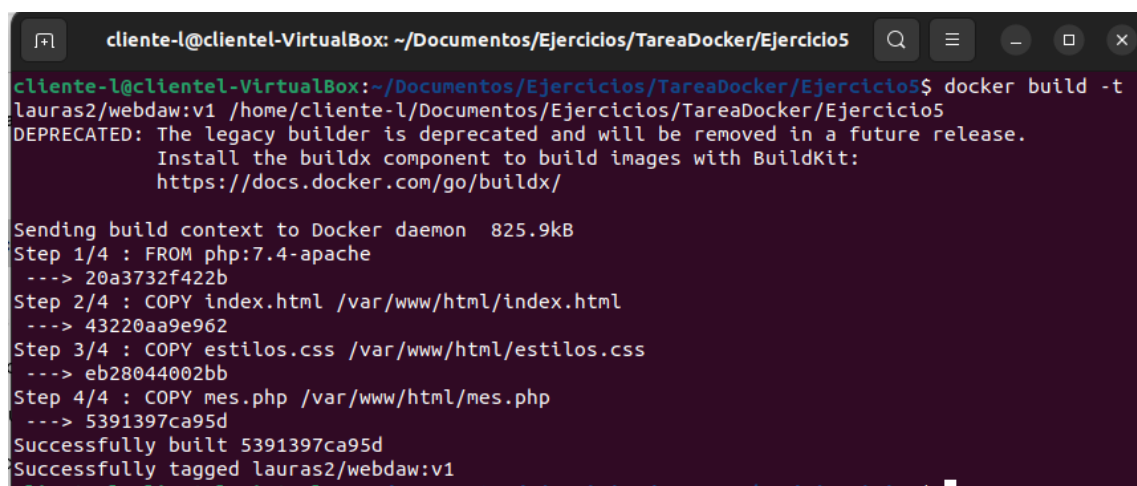 cliente-l@clientel-VirtualBox: ~/Documentos/Ejercicios/TareaDocker/Ejercicio5
cliente-l@clientel-VirtualBox:~/Documentos/Ejercicios/TareaDocker/Ejercicio5$ docker build -t
lauras2/webdaw:v1 /home/cliente-l/Documentos/Ejercicios/TareaDocker/Ejercicio5
DEPRECATED: The legacy builder is deprecated and will be removed in a future release.
            Install the buildx component to build images with BuildKit:
            https://docs.docker.com/go/buildx/

Sending build context to Docker daemon  825.9kB
Step 1/4 : FROM php:7.4-apache
 ---> 20a3732f422b
Step 2/4 : COPY index.html /var/www/html/index.html
 ---> 43220aa9e962
Step 3/4 : COPY estilos.css /var/www/html/estilos.css
 ---> eb28044002bb
Step 4/4 : COPY mes.php /var/www/html/mes.php
 ---> 5391397ca95d
Successfully built 5391397ca95d
Successfully tagged lauras2/webdaw:v1